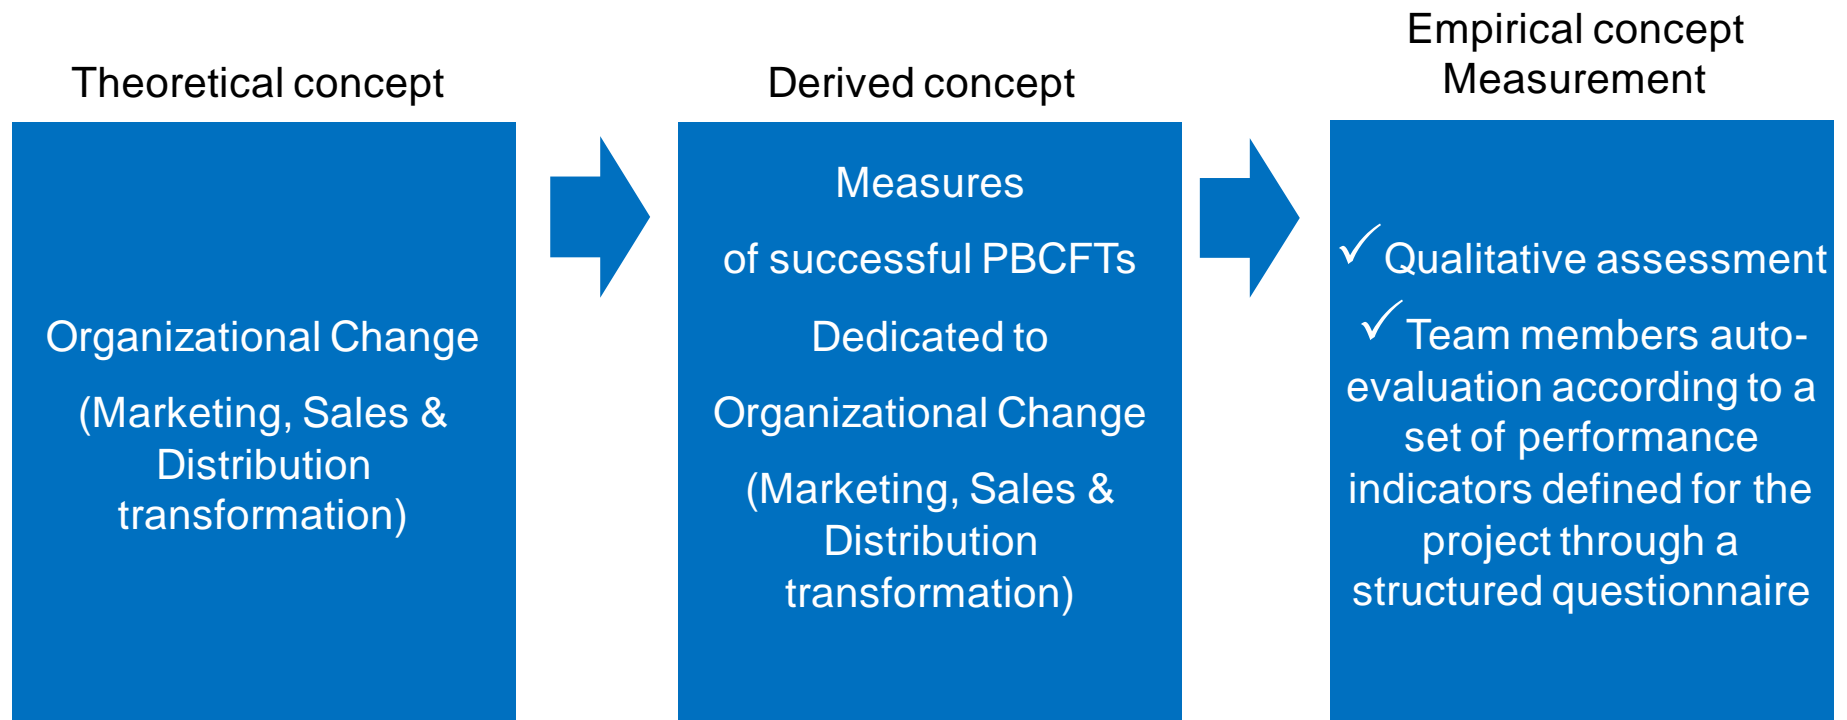 Theoretical concept
Organizational Change
(Marketing, Sales &
Distribution
transformation)
Derived concept
Measures
of successful PBCFTs
Dedicated to
Organizational Change
(Marketing, Sales &
Distribution
transformation)
Empirical concept
Measurement
✓ Qualitative assessment
✓ Team members auto-
evaluation according to a
set of performance
indicators defined for the
project through a
structured questionnaire